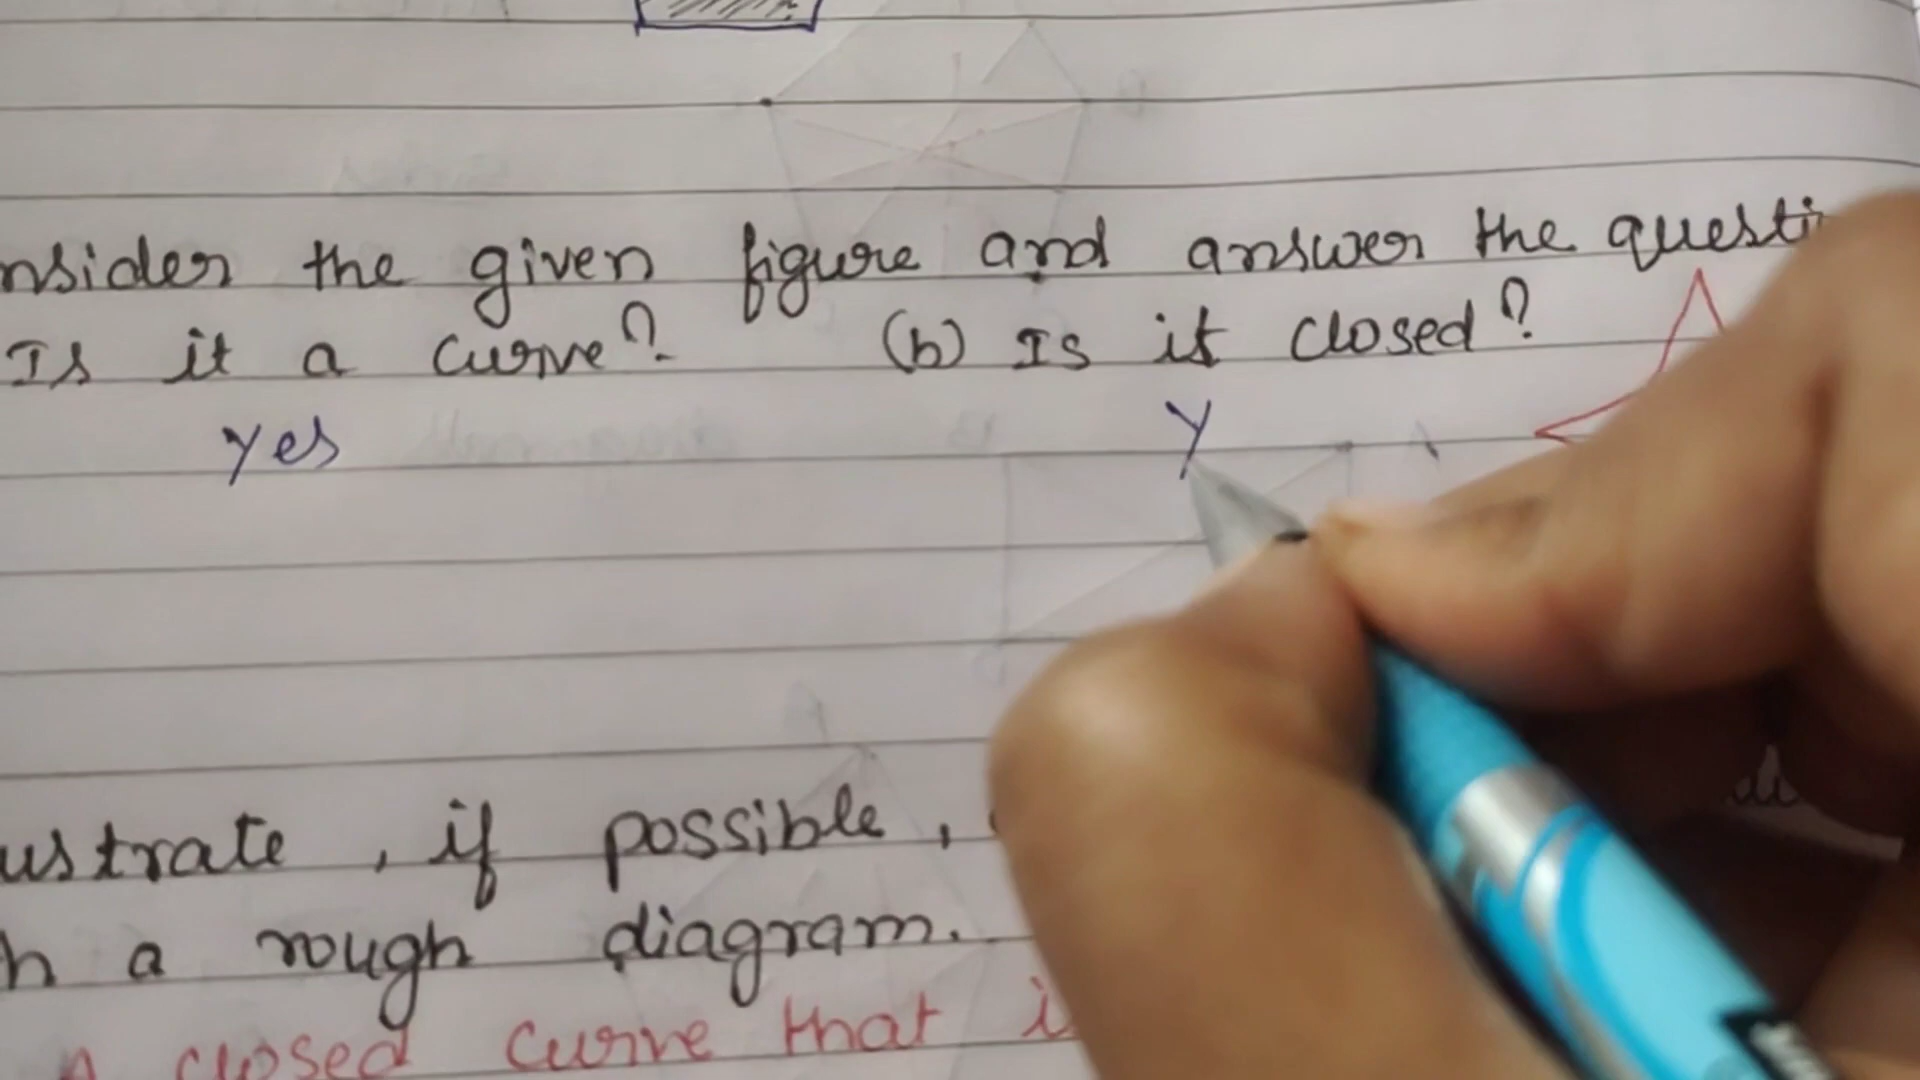 nsider the given figure and answer the questi
Is it a curve? (b) Is it closed?
yes y
ustrate, if possible,
h a rough diagram.
A closed curve that i